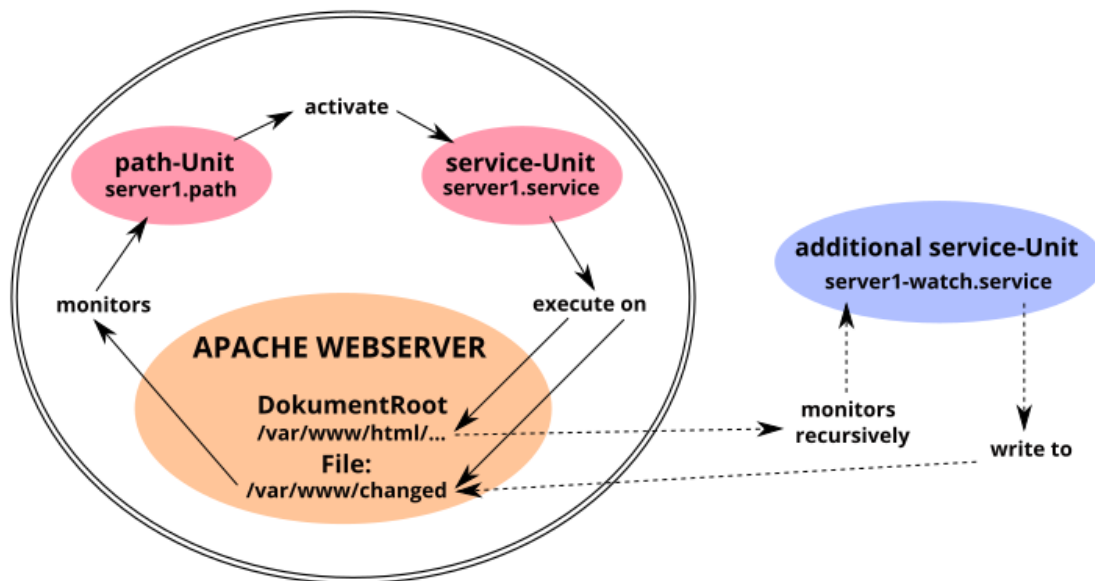 activate
path-Unit
server1.path
service-Unit
server1.service
additional service-Unit
server1-watch.service
monitors
execute on
APACHE WEBSERVER
DokumentRoot
/var/www/html/...
File:
/var/www/changed
monitors
recursively
write to